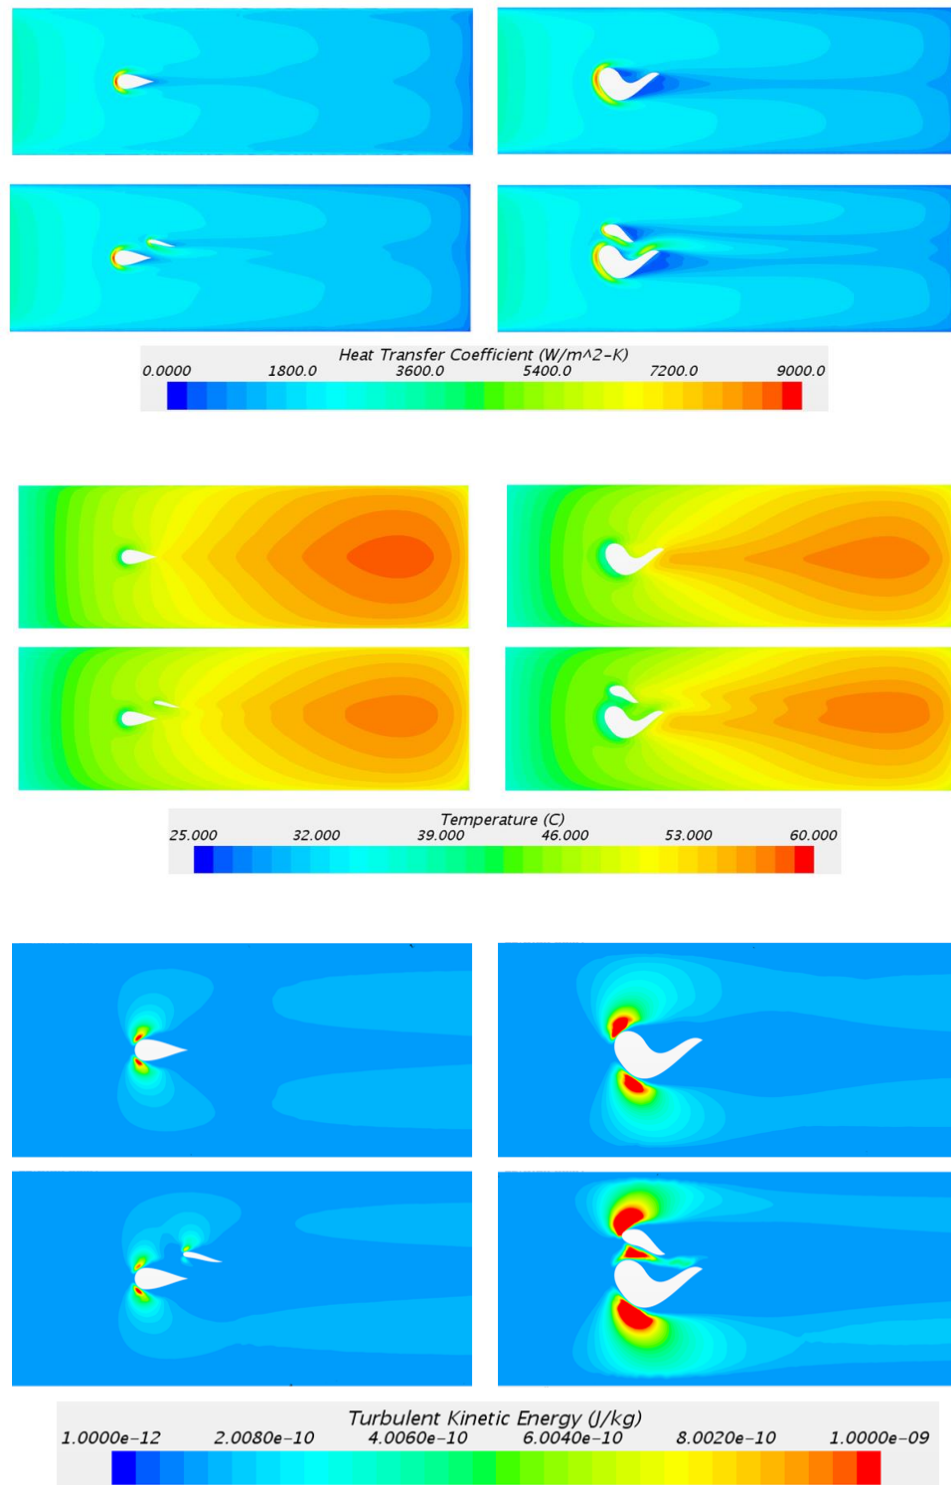 Heat Transfer Coefficient (W/m^2-K)
0.0000 1800.0 3600.0 5400.0 7200.0 9000.0
Temperature (C)
25.000 32.000 39.000 46.000 53.000 60.000
Turbulent Kinetic Energy (J/kg)
1.0000e-12 2.0080e-10 4.0060e-10 6.0040e-10 8.0020e-10 1.0000e-09